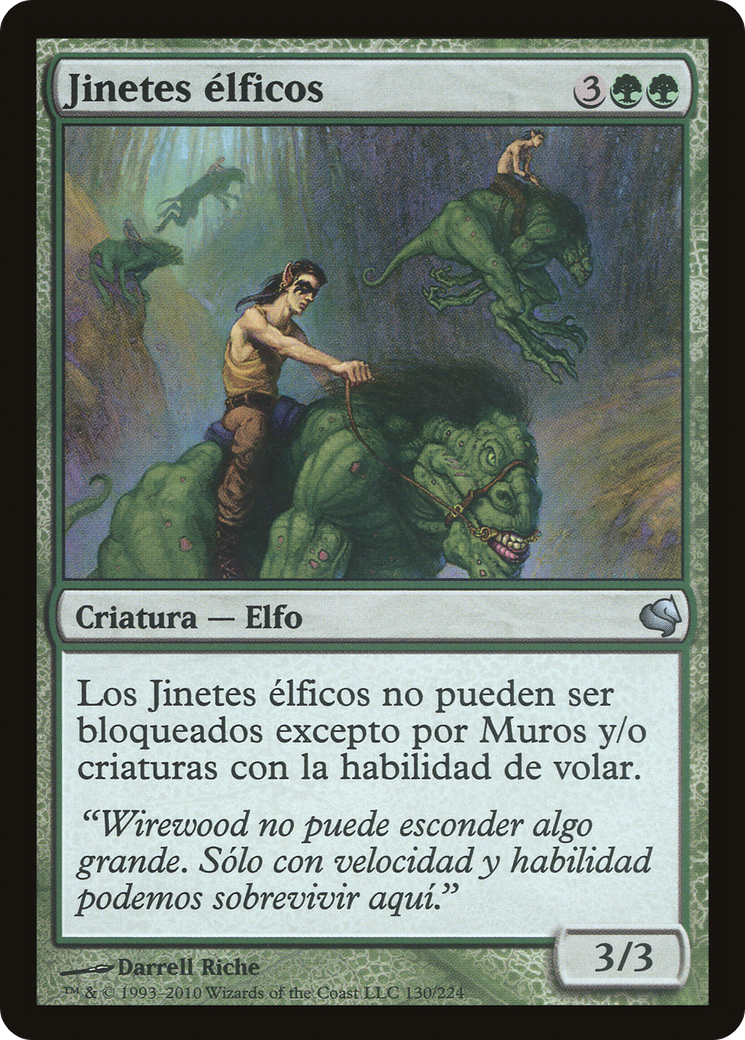 Jinetes élficos
3
Criatura — Elfo
Los Jinetes élficos no pueden ser
bloqueados excepto por Muros y/o
criaturas con la habilidad de volar.
“Wirewood no puede esconder algo
grande. Sólo con velocidad y habilidad
podemos sobrevivir aquí.”
3/3
Darrell Riche
™ & © 1993–2010 Wizards of the Coast LLC 130/224